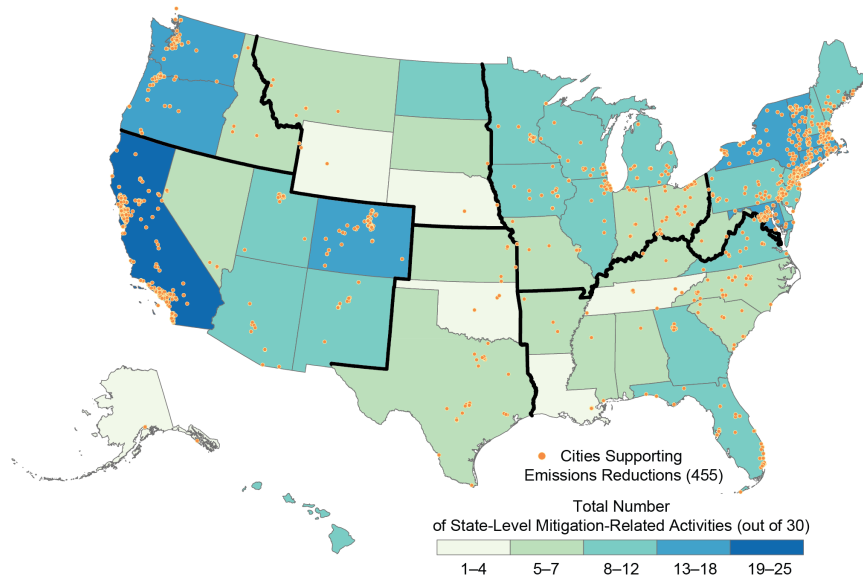 Cities Supporting
Emissions Reductions (455)
Total Number
of State-Level Mitigation-Related Activities (out of 30)
1–4 5–7 8–12 13–18 19–25